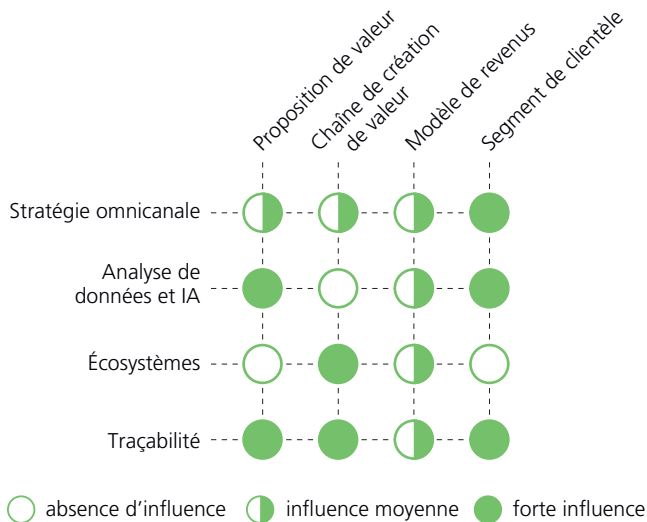 Proposition de valeur
Chaîne de création
de valeur
Modèle de revenus
Segment de clientèle
Stratégie omnicanale
Analyse de
données et IA
Écosystèmes
Traçabilité
absence d'influence
influence moyenne
forte influence